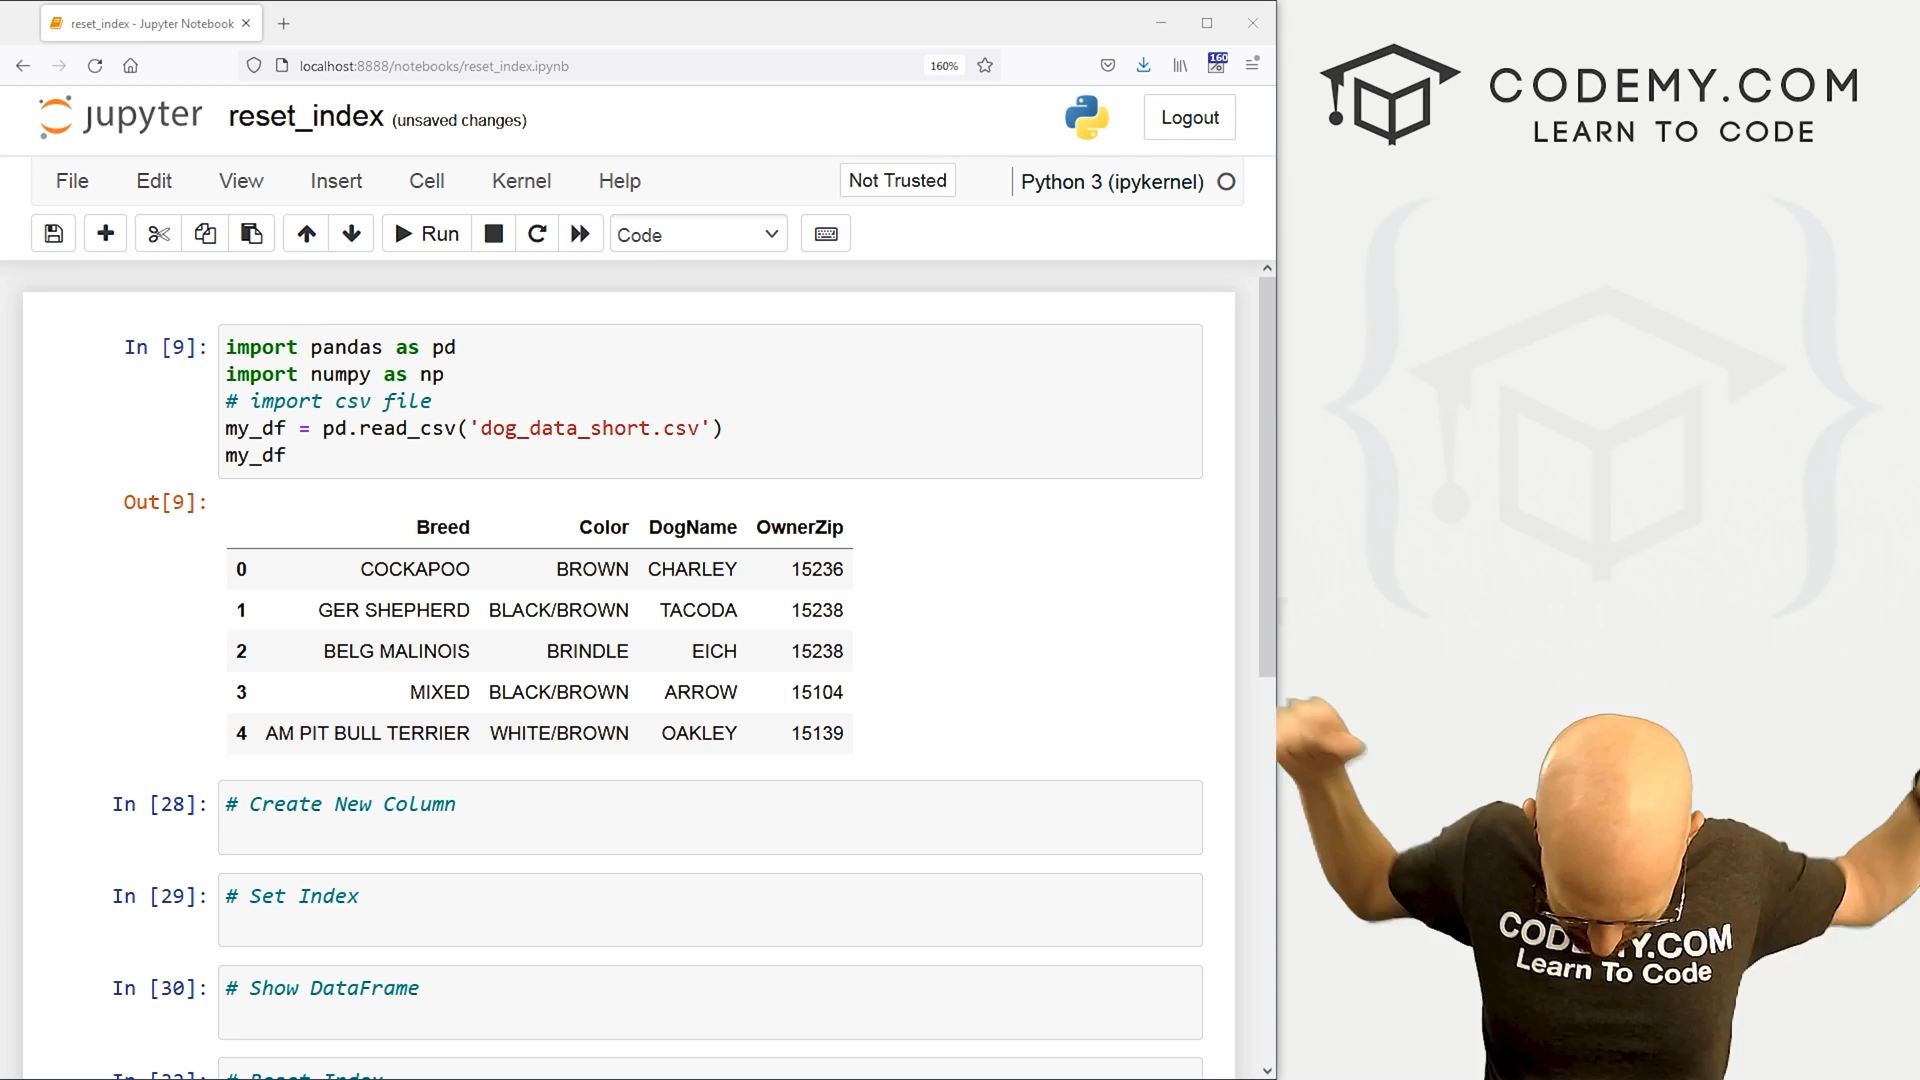 reset_index - Jupyter Notebook
localhost:8888/notebooks/reset_index.ipynb
160%
160
jupyter reset_index (unsaved changes)
Logout
File Edit View Insert Cell Kernel Help
Not Trusted
Python 3 (ipykernel)
Run
Code
In [9]:
import pandas as pd
import numpy as np
# import csv file
my_df = pd.read_csv('dog_data_short.csv')
my_df
Out[9]:
Breed Color DogName OwnerZip
0 COCKAPOO BROWN CHARLEY 15236
1 GER SHEPHERD BLACK/BROWN TACODA 15238
2 BELG MALINOIS BRINDLE EICH 15238
3 MIXED BLACK/BROWN ARROW 15104
4 AM PIT BULL TERRIER WHITE/BROWN OAKLEY 15139
In [28]: # Create New Column
In [29]: # Set Index
In [30]: # Show DataFrame
# Reset Index
CODEMY.COM
LEARN TO CODE
Learn To Code